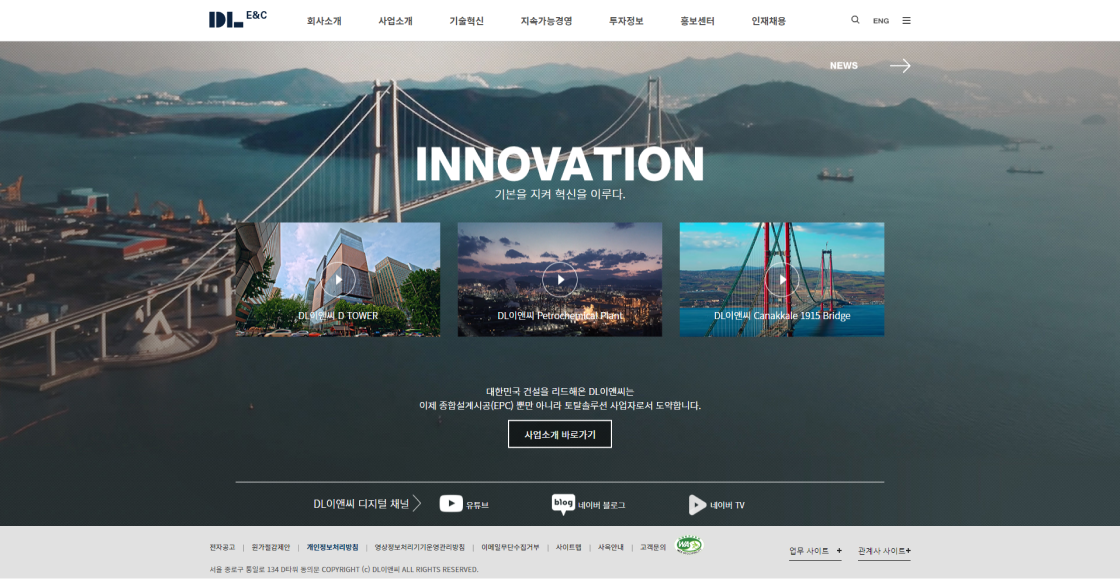 DL E&C
회사소개 사업소개 기술혁신 지속가능경영 투자정보 홍보센터 인재채용 ENG
NEWS
INNOVATION
기본을 지켜 혁신을 이루다.
DL이앤씨 D TOWER
DL이앤씨 Petrochemical Plant
DL이앤씨 Canakkale 1915 Bridge
대한민국 건설을 리드해온 DL이앤씨는
이제 종합설계시공(EPC) 뿐만 아니라 토탈솔루션 사업자로서 도약합니다.
사업소개 바로가기
DL이앤씨 디지털 채널 유튜브 blog 네이버 블로그 네이버 TV
전자공고 | 원가절감제안 | 개인정보처리방침 | 영상정보처리기기운영관리방침 | 이메일무단수집거부 | 사이트맵 | 사옥안내 | 고객문의 WA
업무 사이트 + 관계사 사이트+
서울 종로구 통일로 134 D타워 돈의문 COPYRIGHT (c) DL이앤씨 ALL RIGHTS RESERVED.